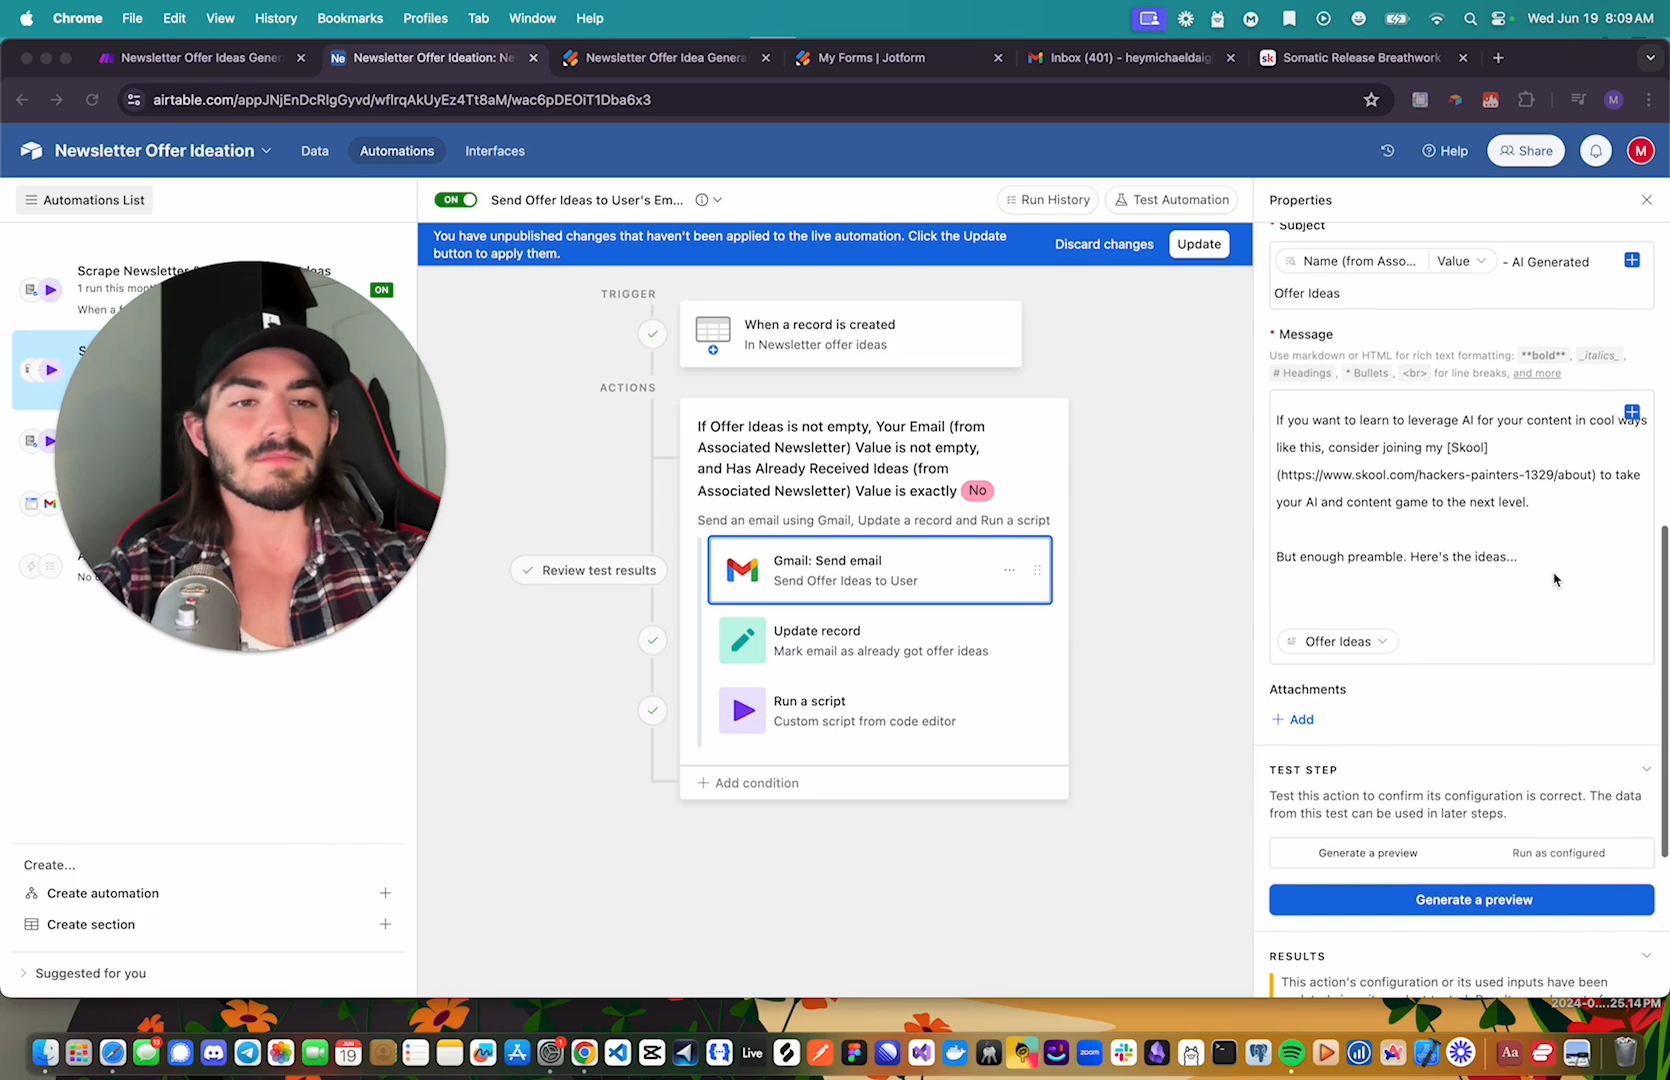 Chrome File Edit View History Bookmarks Profiles Tab Window Help
Wed Jun 19 8:09 AM
Newsletter Offer Ideas Gener
Newsletter Offer Ideation: Ne
Newsletter Offer Idea Genera
My Forms | Jotform
Inbox (401) - heymichaeldaig
Somatic Release Breathwork
airtable.com/appJNjEnDcRlgGyvd/wflrqAkUyEz4Tt8aM/wac6pDEOiT1Dba6x3
Newsletter Offer Ideation
Data
Automations
Interfaces
Help
Share
M
Automations List
ON
Send Offer Ideas to User's Em...
Run History
Test Automation
Properties
You have unpublished changes that haven't been applied to the live automation. Click the Update
button to apply them.
Discard changes
Update
Scrape Newsletter
eas
1 run this mon
When a f
ON
TRIGGER
When a record is created
In Newsletter offer ideas
ACTIONS
If Offer Ideas is not empty, Your Email (from
Associated Newsletter) Value is not empty,
and Has Already Received Ideas (from
Associated Newsletter) Value is exactly No
Send an email using Gmail, Update a record and Run a script
Review test results
Gmail: Send email
Send Offer Ideas to User
Update record
Mark email as already got offer ideas
Run a script
Custom script from code editor
Add condition
Create...
Create automation
Create section
Suggested for you
* Subject
Name (from Asso... Value - AI Generated
Offer Ideas
* Message
Use markdown or HTML for rich text formatting: **bold** , _italics_ ,
# Headings , * Bullets , <br> for line breaks, and more
If you want to learn to leverage AI for your content in cool ways
like this, consider joining my [Skool]
(https://www.skool.com/hackers-painters-1329/about) to take
your AI and content game to the next level.
But enough preamble. Here's the ideas...
Offer Ideas
Attachments
Add
TEST STEP
Test this action to confirm its configuration is correct. The data
from this test can be used in later steps.
Generate a preview
Run as configured
Generate a preview
RESULTS
This action's configuration or its used inputs have been
2024-0....25.14 PM
JUN
19
Live
zoom
Aa